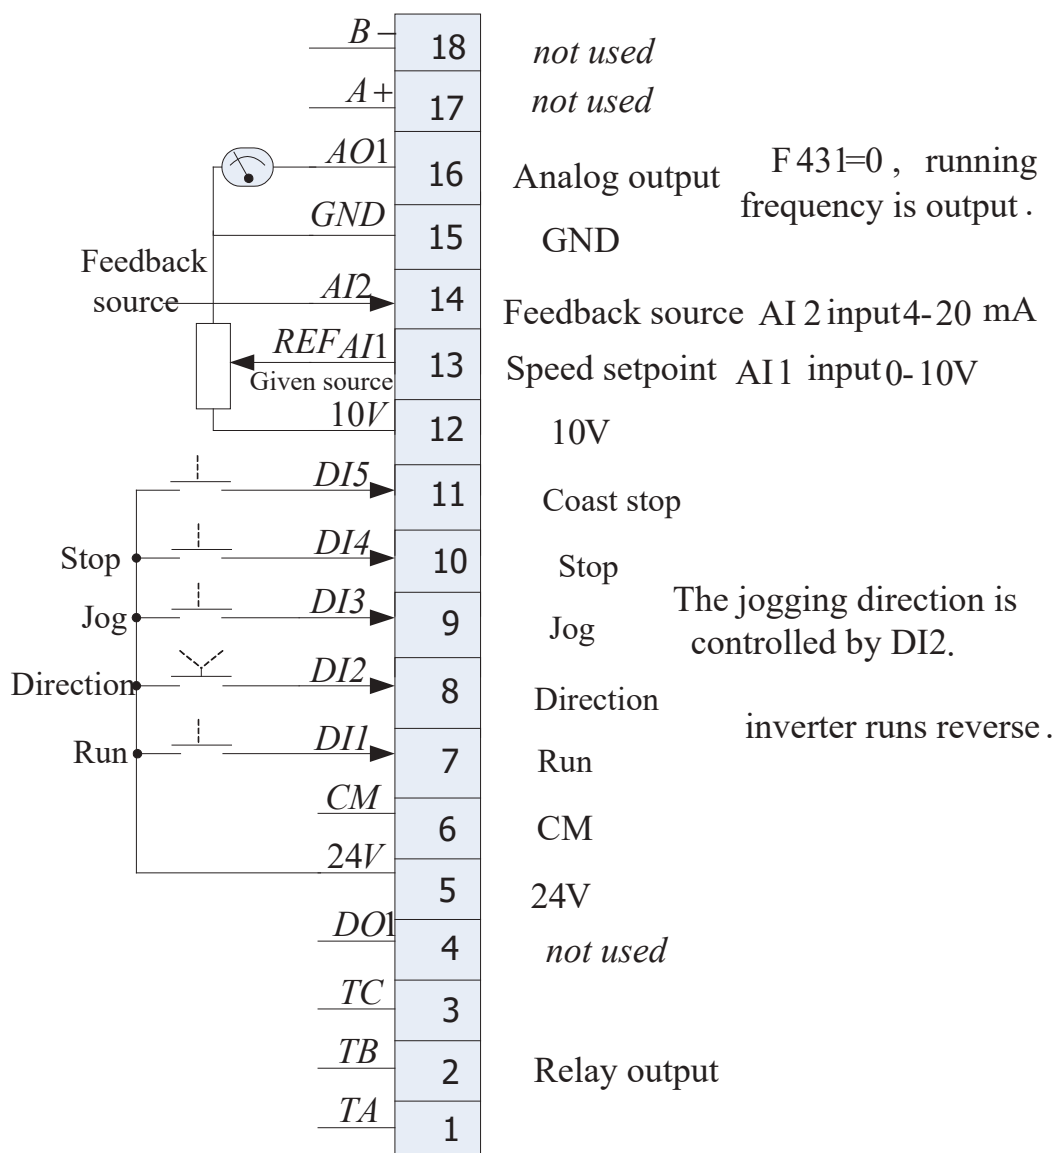 B − 18 not used
A + 17 not used
AO1 16 Analog output F431=0 , running
frequency is output .
GND 15 GND
Feedback
source AI2 14 Feedback source AI 2 input 4-20 mA
REF AI1 13 Speed setpoint AI1 input 0-10V
Given source
10V 12 10V
DI5 11 Coast stop
Stop DI4 10 Stop
Jog DI3 9 Jog The jogging direction is
controlled by DI2.
Direction DI2 8 Direction
inverter runs reverse .
Run DI1 7 Run
CM 6 CM
24V 5 24V
DO1 4 not used
TC 3
TB 2 Relay output
TA 1